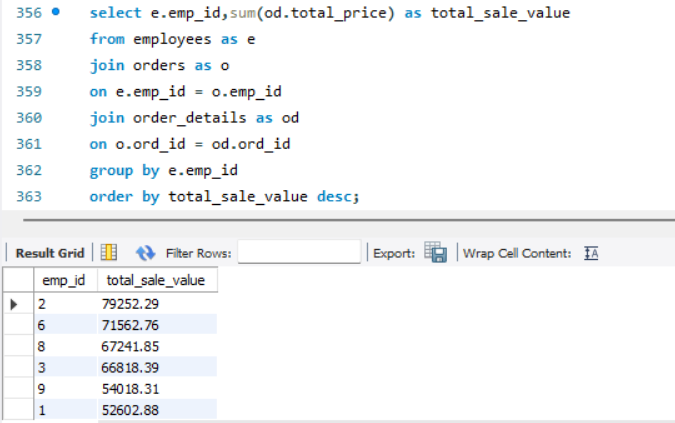 356 select e.emp_id,sum(od.total_price) as total_sale_value
357 from employees as e
358 join orders as o
359 on e.emp_id = o.emp_id
360 join order_details as od
361 on o.ord_id = od.ord_id
362 group by e.emp_id
363 order by total_sale_value desc;
Result Grid Filter Rows: Export: Wrap Cell Content: IA
emp_id total_sale_value
2 79252.29
6 71562.76
8 67241.85
3 66818.39
9 54018.31
1 52602.88